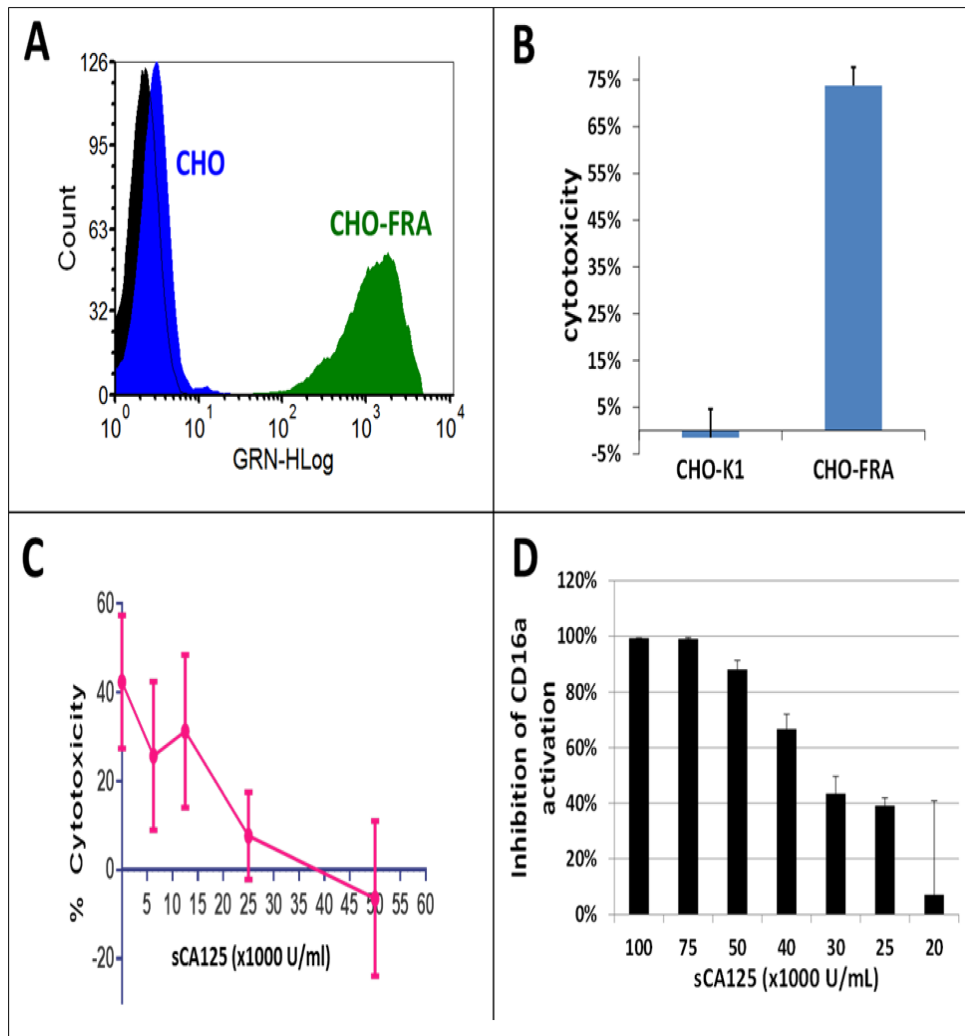 A
126
95
63
32
0
Count
CHO
CHO-FRA
10^0 10^1 10^2 10^3 10^4
GRN-HLog
B
75%
65%
55%
45%
35%
25%
15%
5%
-5%
cytotoxicity
CHO-K1 CHO-FRA
C
60
40
20
0
-20
% Cytotoxicity
5 10 15 20 25 30 35 40 45 50 55 60
sCA125 (x1000 U/ml)
D
120%
100%
80%
60%
40%
20%
0%
Inhibition of CD16a
activation
100 75 50 40 30 25 20
sCA125 (x1000 U/mL)